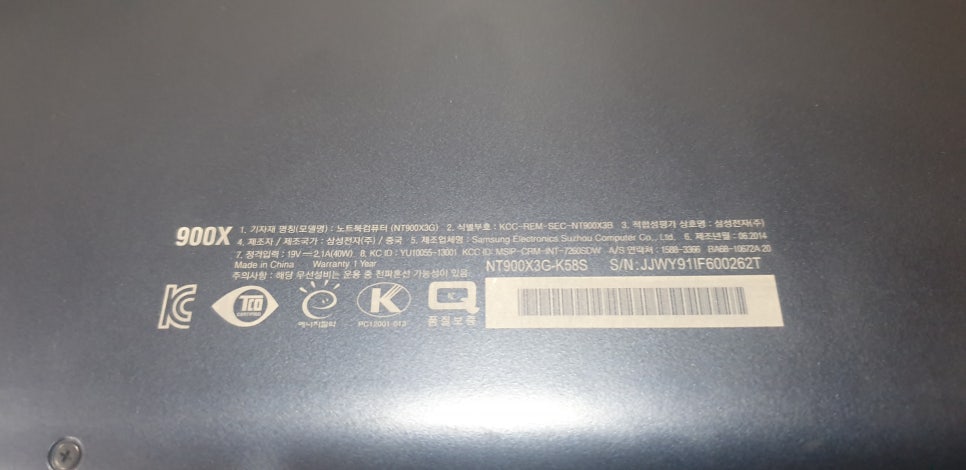 900X
1. 기자재 명칭(모델명) : 노트북컴퓨터 (NT900X3G) 2. 식별부호 : KCC-REM-SEC-NT900X3B 3. 적합성평가 상호명 : 삼성전자(주)
4. 제조자 / 제조국가 : 삼성전자(주) / 중국 5. 제조업체명 : Samsung Electronics Suzhou Computer Co., Ltd. 6. 제조년월 : 06.2014
7. 정격입력 : 19V 2.1A(40W) 8. KC ID : YU10055-13001 KCC ID: MSIP-CRM-INT-7260SDW A/S 연락처 : 1588-3366 BA68-10572A 20
Made in China Warranty 1 Year
주의사항 : 해당 무선설비는 운용 중 전파혼선 가능성이 있음
NT900X3G-K58S S/N : JJWY91IF600262T
KC
TCO
CERTIFIED
에너지절약
K
PC12001-013
Q
품질보증